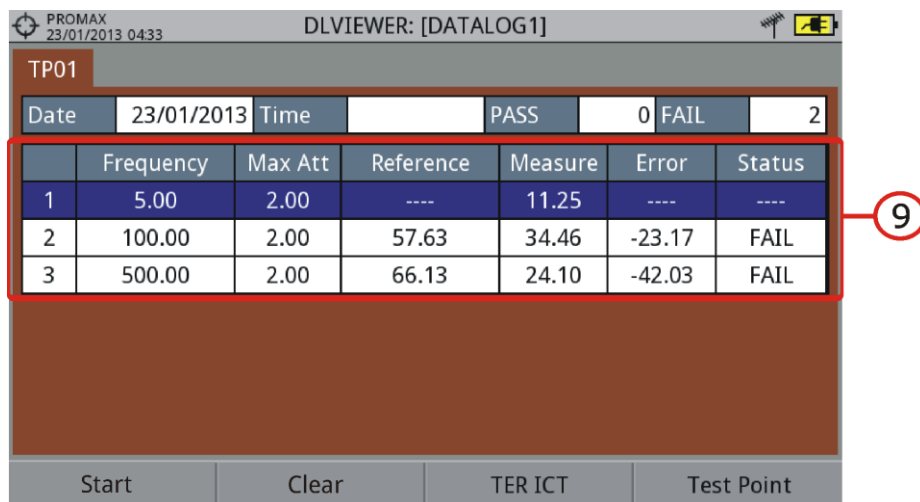 PROMAX
23/01/2013 04:33
DLVIEWER: [DATALOG1]
TP01
Date 23/01/2013 Time PASS 0 FAIL 2
Frequency Max Att Reference Measure Error Status
1 5.00 2.00 ---- 11.25 ---- ----
2 100.00 2.00 57.63 34.46 -23.17 FAIL
3 500.00 2.00 66.13 24.10 -42.03 FAIL
9
Start Clear TER ICT Test Point